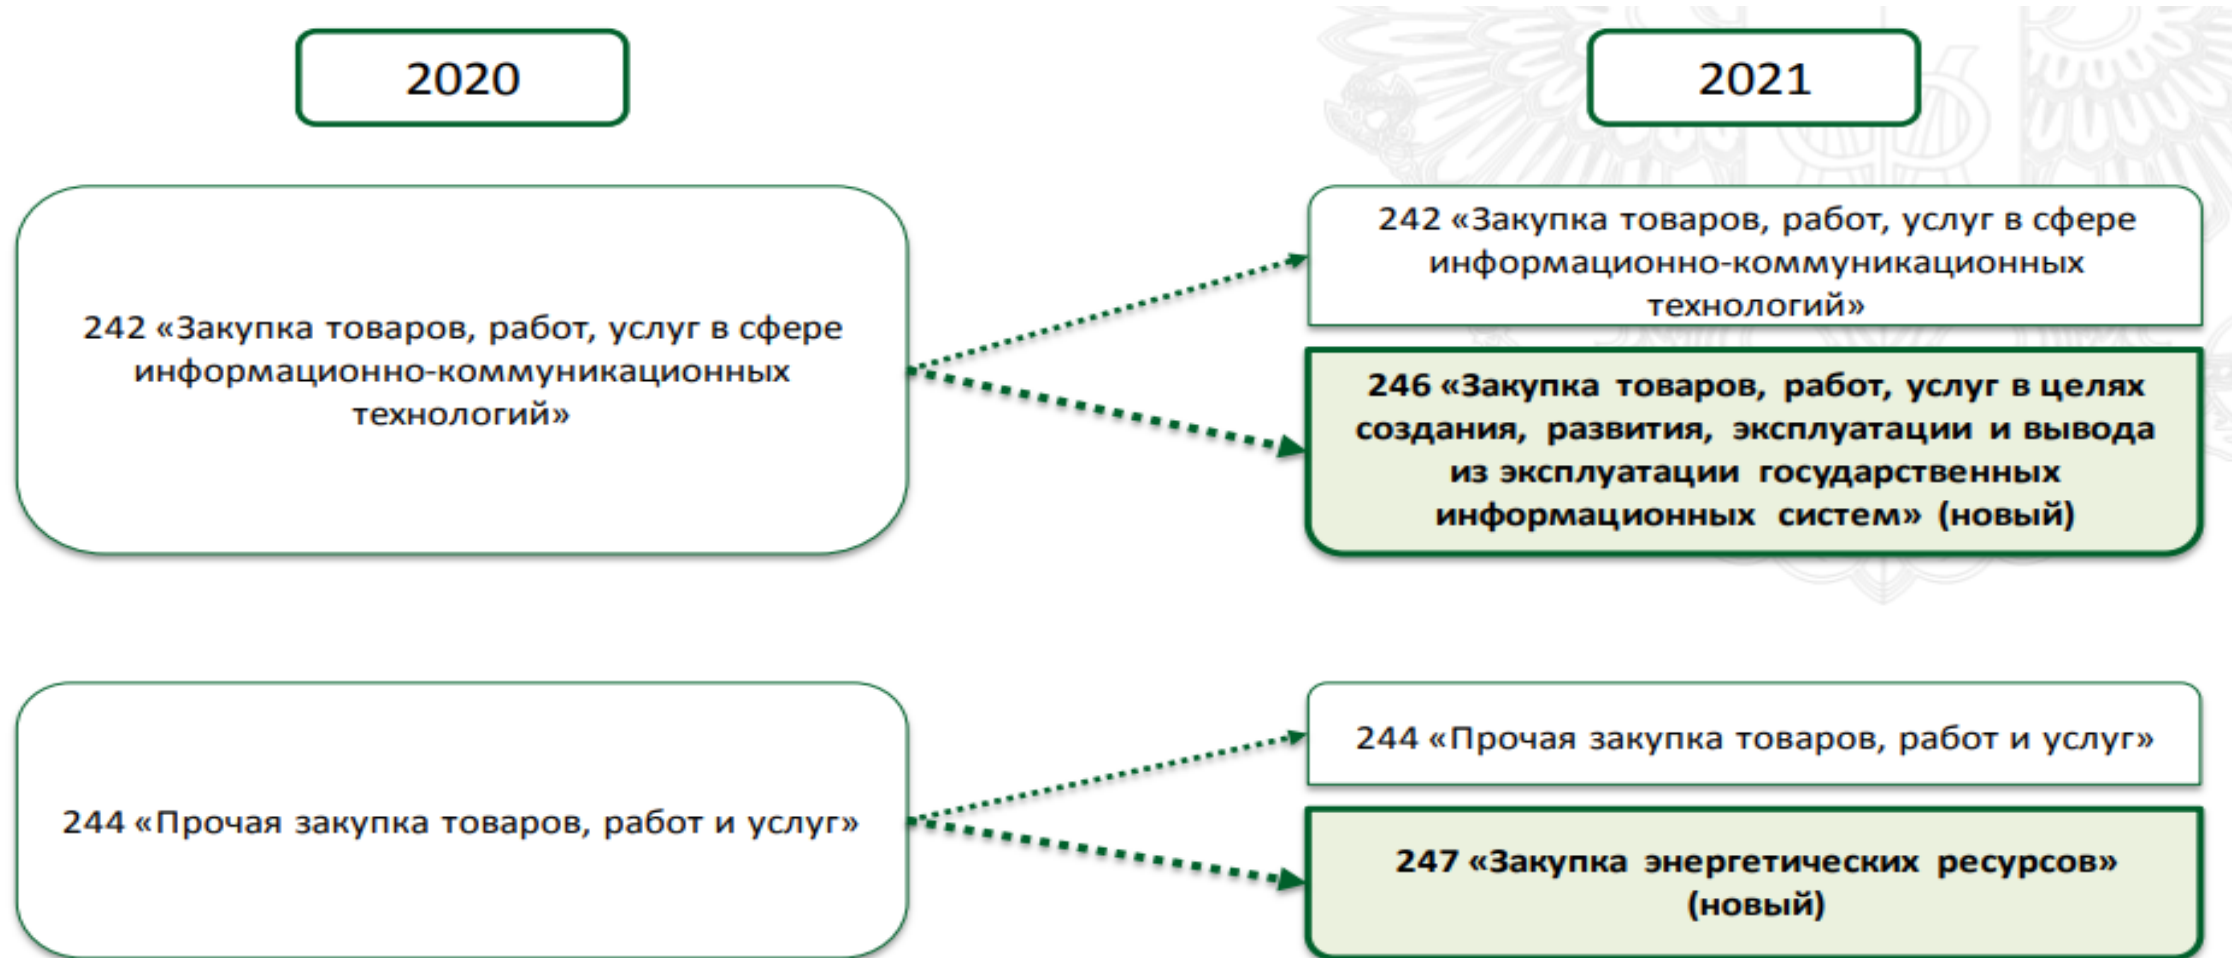 2020
2021
242 «Закупка товаров, работ, услуг в сфере
информационно-коммуникационных
технологий»
242 «Закупка товаров, работ, услуг в сфере
информационно-коммуникационных
технологий»
246 «Закупка товаров, работ, услуг в целях
создания, развития, эксплуатации и вывода
из эксплуатации государственных
информационных систем» (новый)
244 «Прочая закупка товаров, работ и услуг»
244 «Прочая закупка товаров, работ и услуг»
247 «Закупка энергетических ресурсов»
(новый)